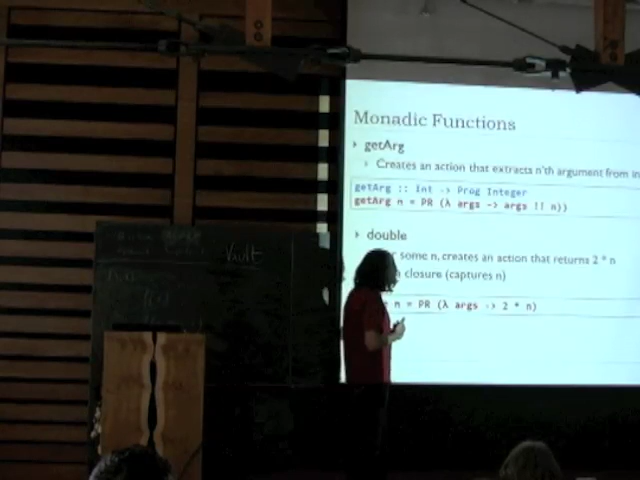 Monadic Functions
getArg
Creates an action that extracts n'th argument from in
getArg :: Int -> Prog Integer
getArg n = PR (λ args -> args !! n))
double
r some n, creates an action that returns 2 * n
closure (captures n)
n = PR (λ args -> 2 * n)
Vault